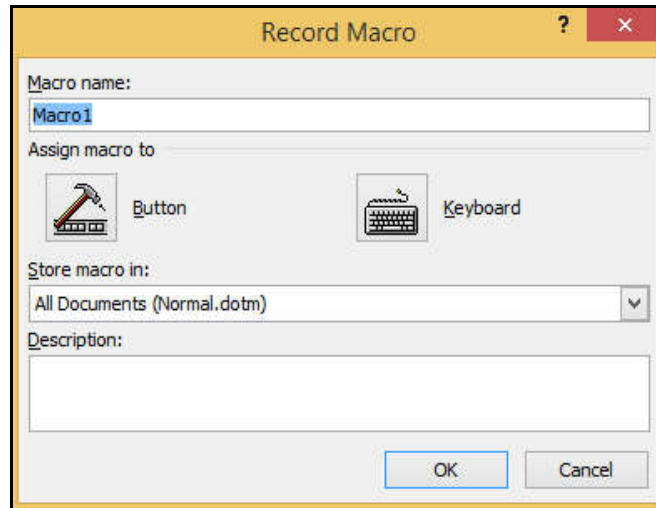 Record Macro ? ×
Macro name:
Macro1
Assign macro to
Button Keyboard
Store macro in:
All Documents (Normal.dotm)
Description:
OK Cancel